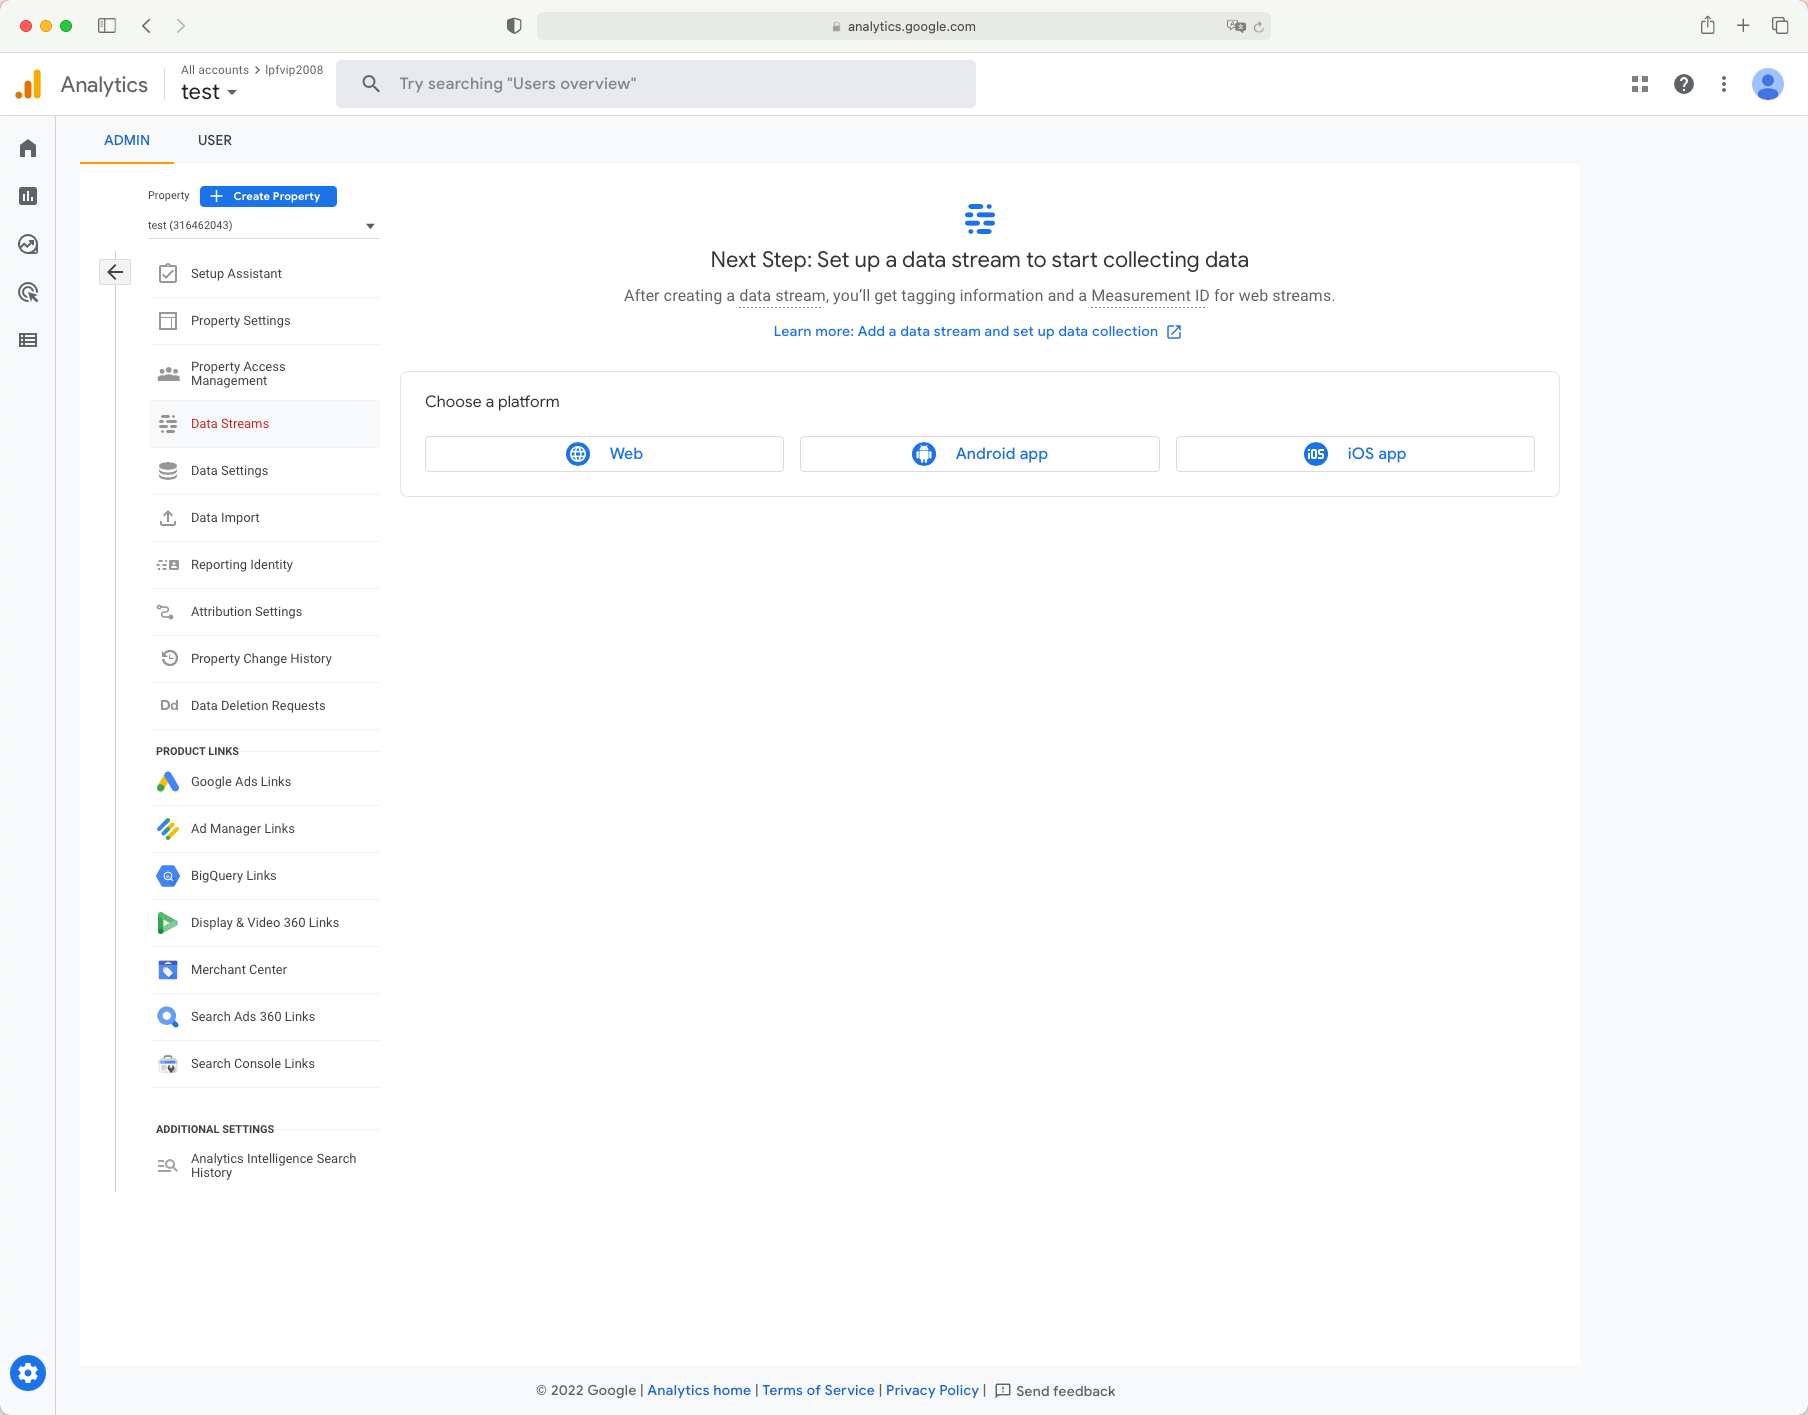 analytics.google.com
Analytics
All accounts > lpfvip2008
test
Try searching "Users overview"
ADMIN
USER
Property
Create Property
test (316462043)
Setup Assistant
Property Settings
Property Access
Management
Data Streams
Data Settings
Data Import
Reporting Identity
Attribution Settings
Property Change History
Dd Data Deletion Requests
PRODUCT LINKS
Google Ads Links
Ad Manager Links
BigQuery Links
Display & Video 360 Links
Merchant Center
Search Ads 360 Links
Search Console Links
ADDITIONAL SETTINGS
Analytics Intelligence Search
History
Next Step: Set up a data stream to start collecting data
After creating a data stream, you’ll get tagging information and a Measurement ID for web streams.
Learn more: Add a data stream and set up data collection
Choose a platform
Web
Android app
iOS iOS app
© 2022 Google | Analytics home | Terms of Service | Privacy Policy | Send feedback